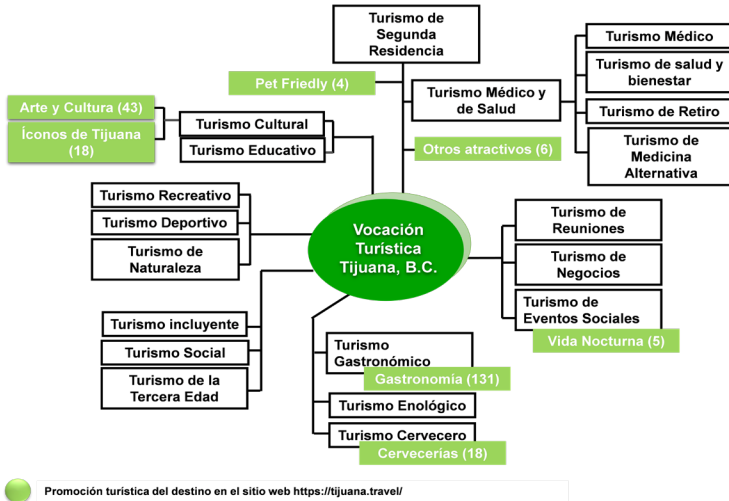 Turismo de
Segunda
Residencia
Pet Friedly (4)
Turismo Médico y
de Salud
Otros atractivos (6)
Turismo Médico
Turismo de salud y
bienestar
Turismo de Retiro
Turismo de
Medicina
Alternativa
Arte y Cultura (43)
Íconos de Tijuana
(18)
Turismo Cultural
Turismo Educativo
Turismo Recreativo
Turismo Deportivo
Turismo de
Naturaleza
Vocación
Turística
Tijuana, B.C.
Turismo de
Reuniones
Turismo de
Negocios
Turismo de
Eventos Sociales
Vida Nocturna (5)
Turismo incluyente
Turismo Social
Turismo de la
Tercera Edad
Turismo
Gastronómico
Gastronomia (131)
Turismo Enológico
Turismo Cervecero
Cervecerías (18)
Promoción turística del destino en el sitio web https://tijuana.travel/